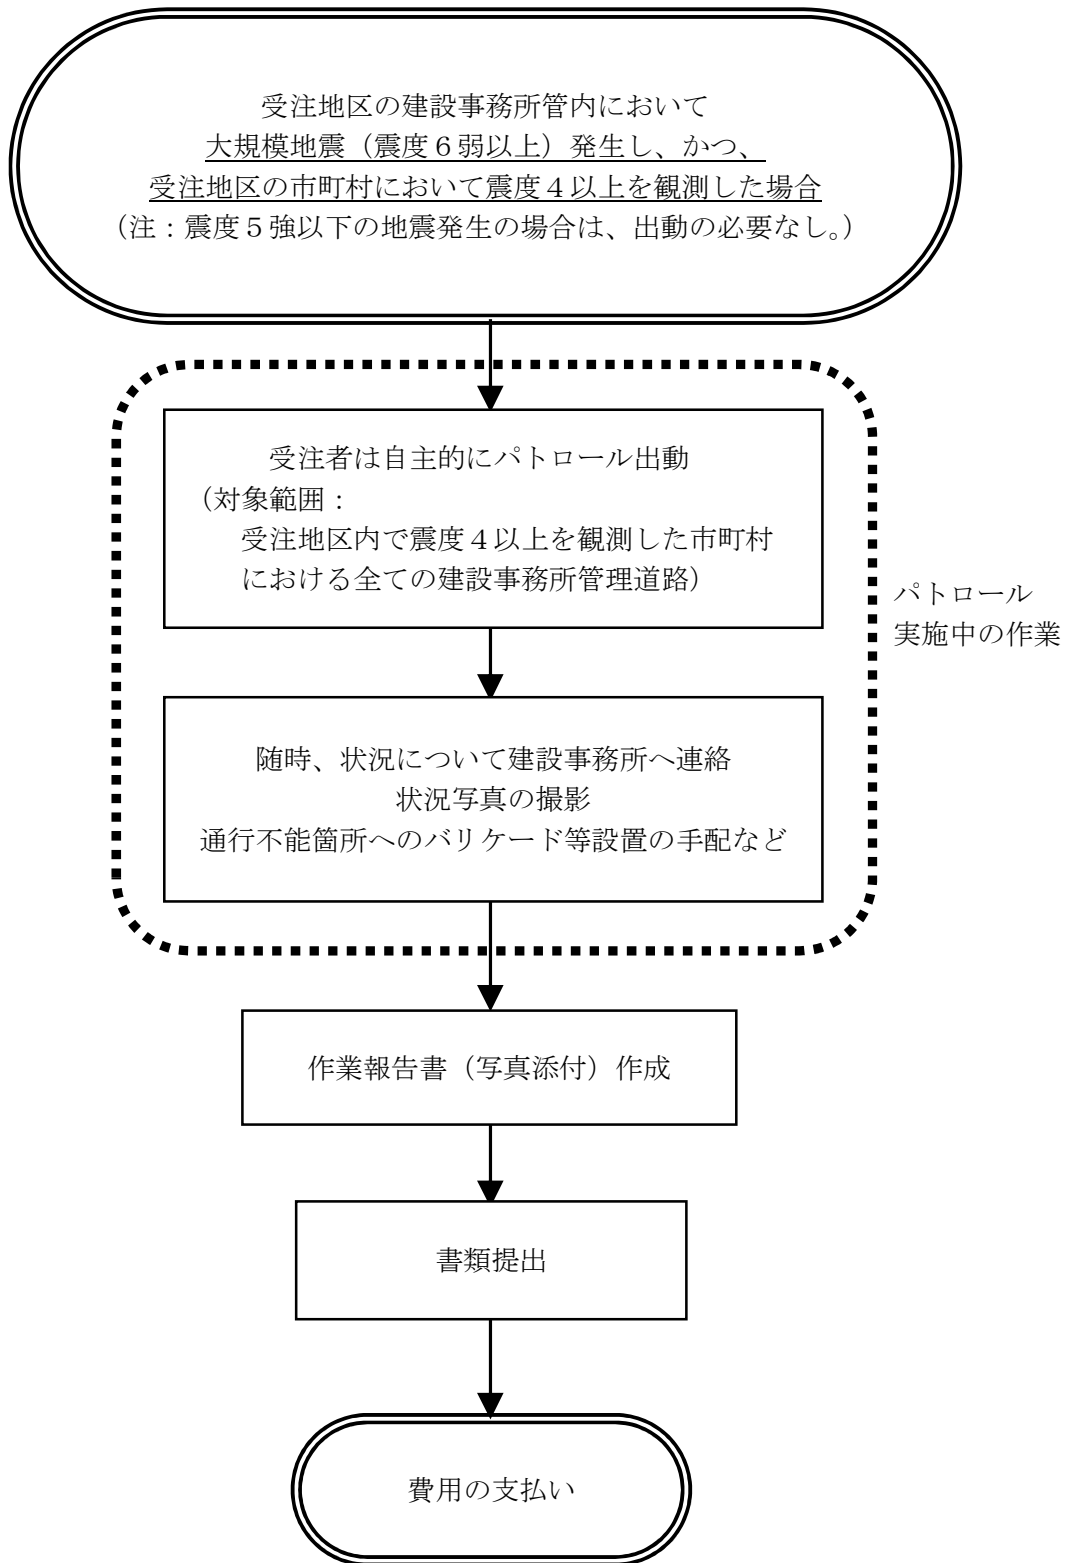 受注地区の建設事務所管内において
大規模地震（震度６弱以上）発生し、かつ、
受注地区の市町村において震度４以上を観測した場合
（注：震度５強以下の地震発生の場合は、出動の必要なし。）
受注者は自主的にパトロール出動
（対象範囲：
受注地区内で震度４以上を観測した市町村
における全ての建設事務所管理道路）
パトロール
実施中の作業
随時、状況について建設事務所へ連絡
状況写真の撮影
通行不能箇所へのバリケード等設置の手配など
作業報告書（写真添付）作成
書類提出
費用の支払い